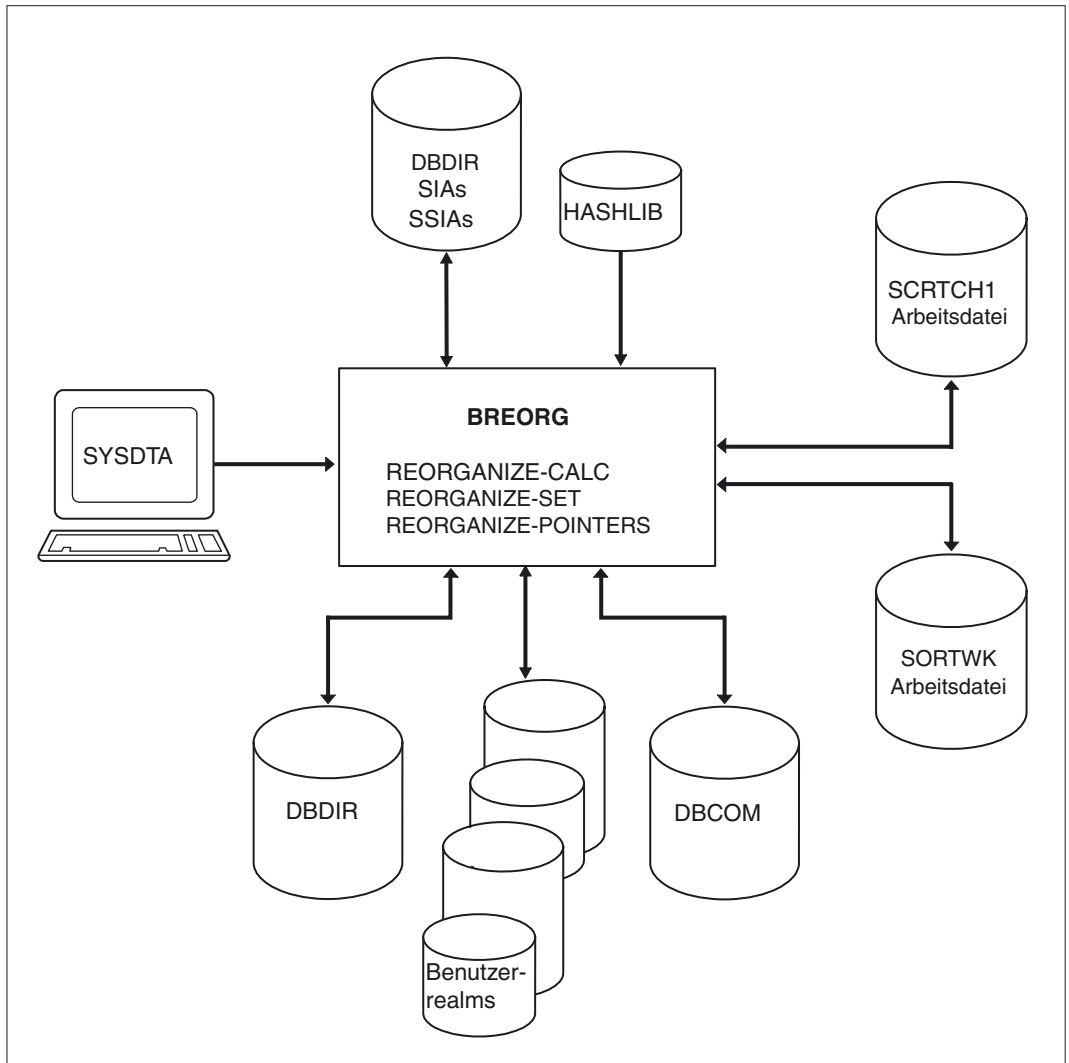 DBDIR
SIAs
SSIAs
HASHLIB
SCRTCH1
Arbeitsdatei
SYSDTA
BREORG
REORGANIZE-CALC
REORGANIZE-SET
REORGANIZE-POINTERS
SORTWK
Arbeitsdatei
DBDIR
DBCOM
Benutzer-
realms